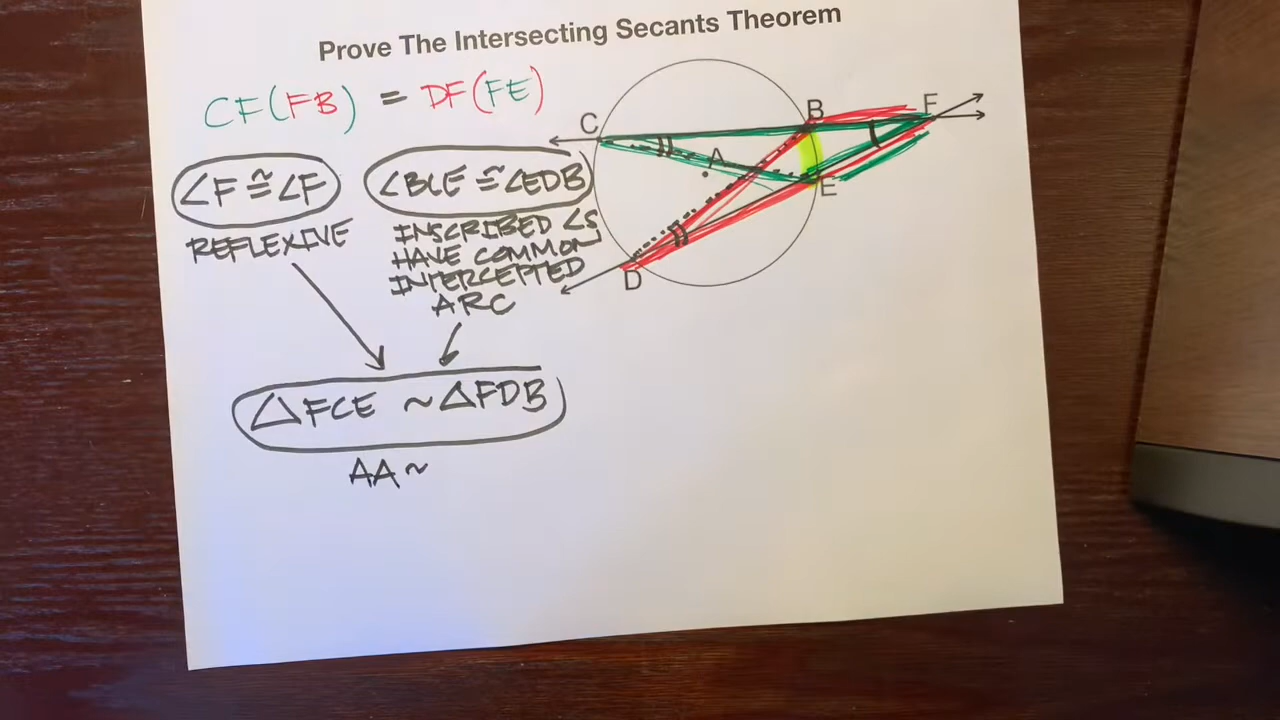 Prove The Intersecting Secants Theorem
CF(FB) = DF(FE)
C
B
F
A
E
D
∠F ≅ ∠F
REFLEXIVE
∠BCE ≅ ∠EDB
INSCRIBED ∠S
HAVE COMMON
INTERCEPTED
ARC
△FCE ~ △FDB
AA ~